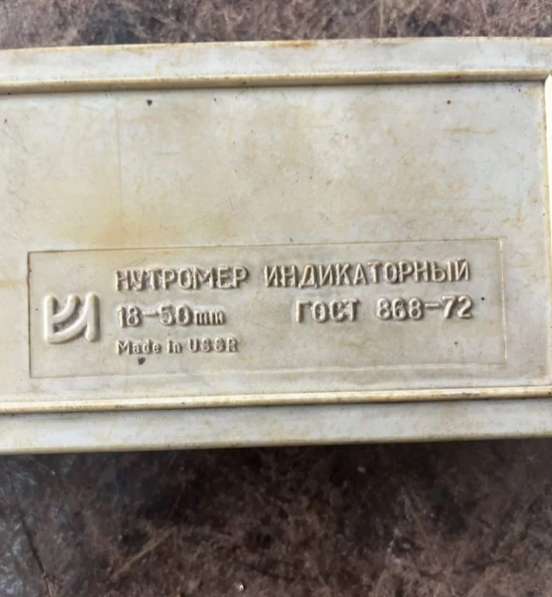 НУТРОМЕР ИНДИКАТОРНЫЙ
18-50mm ГОСТ 868-72
Made in USSR